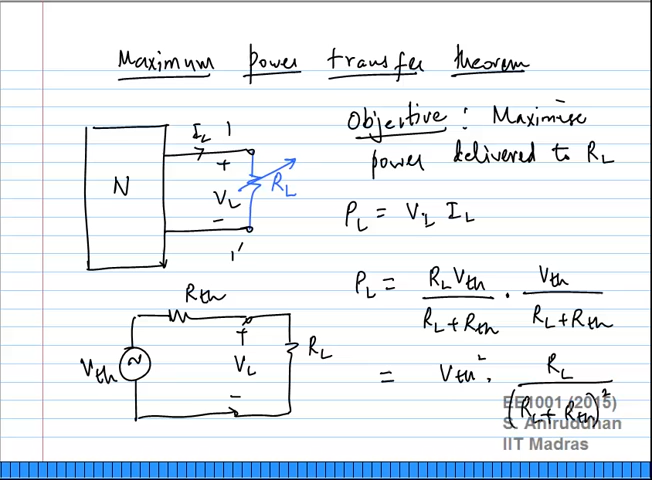 Maximum power transfer theorem
Objective : Maximise
power delivered to RL
IL 1
+
N
VL
RL
-
1'
PL = VL IL
PL = RL Vth / (RL + Rth) . Vth / (RL + Rth)
= Vth² . RL / (RL + Rth)²
Rth
+
Vth
~
VL
RL
-
EE1001 (2015)
S. Aniruddhan
IIT Madras